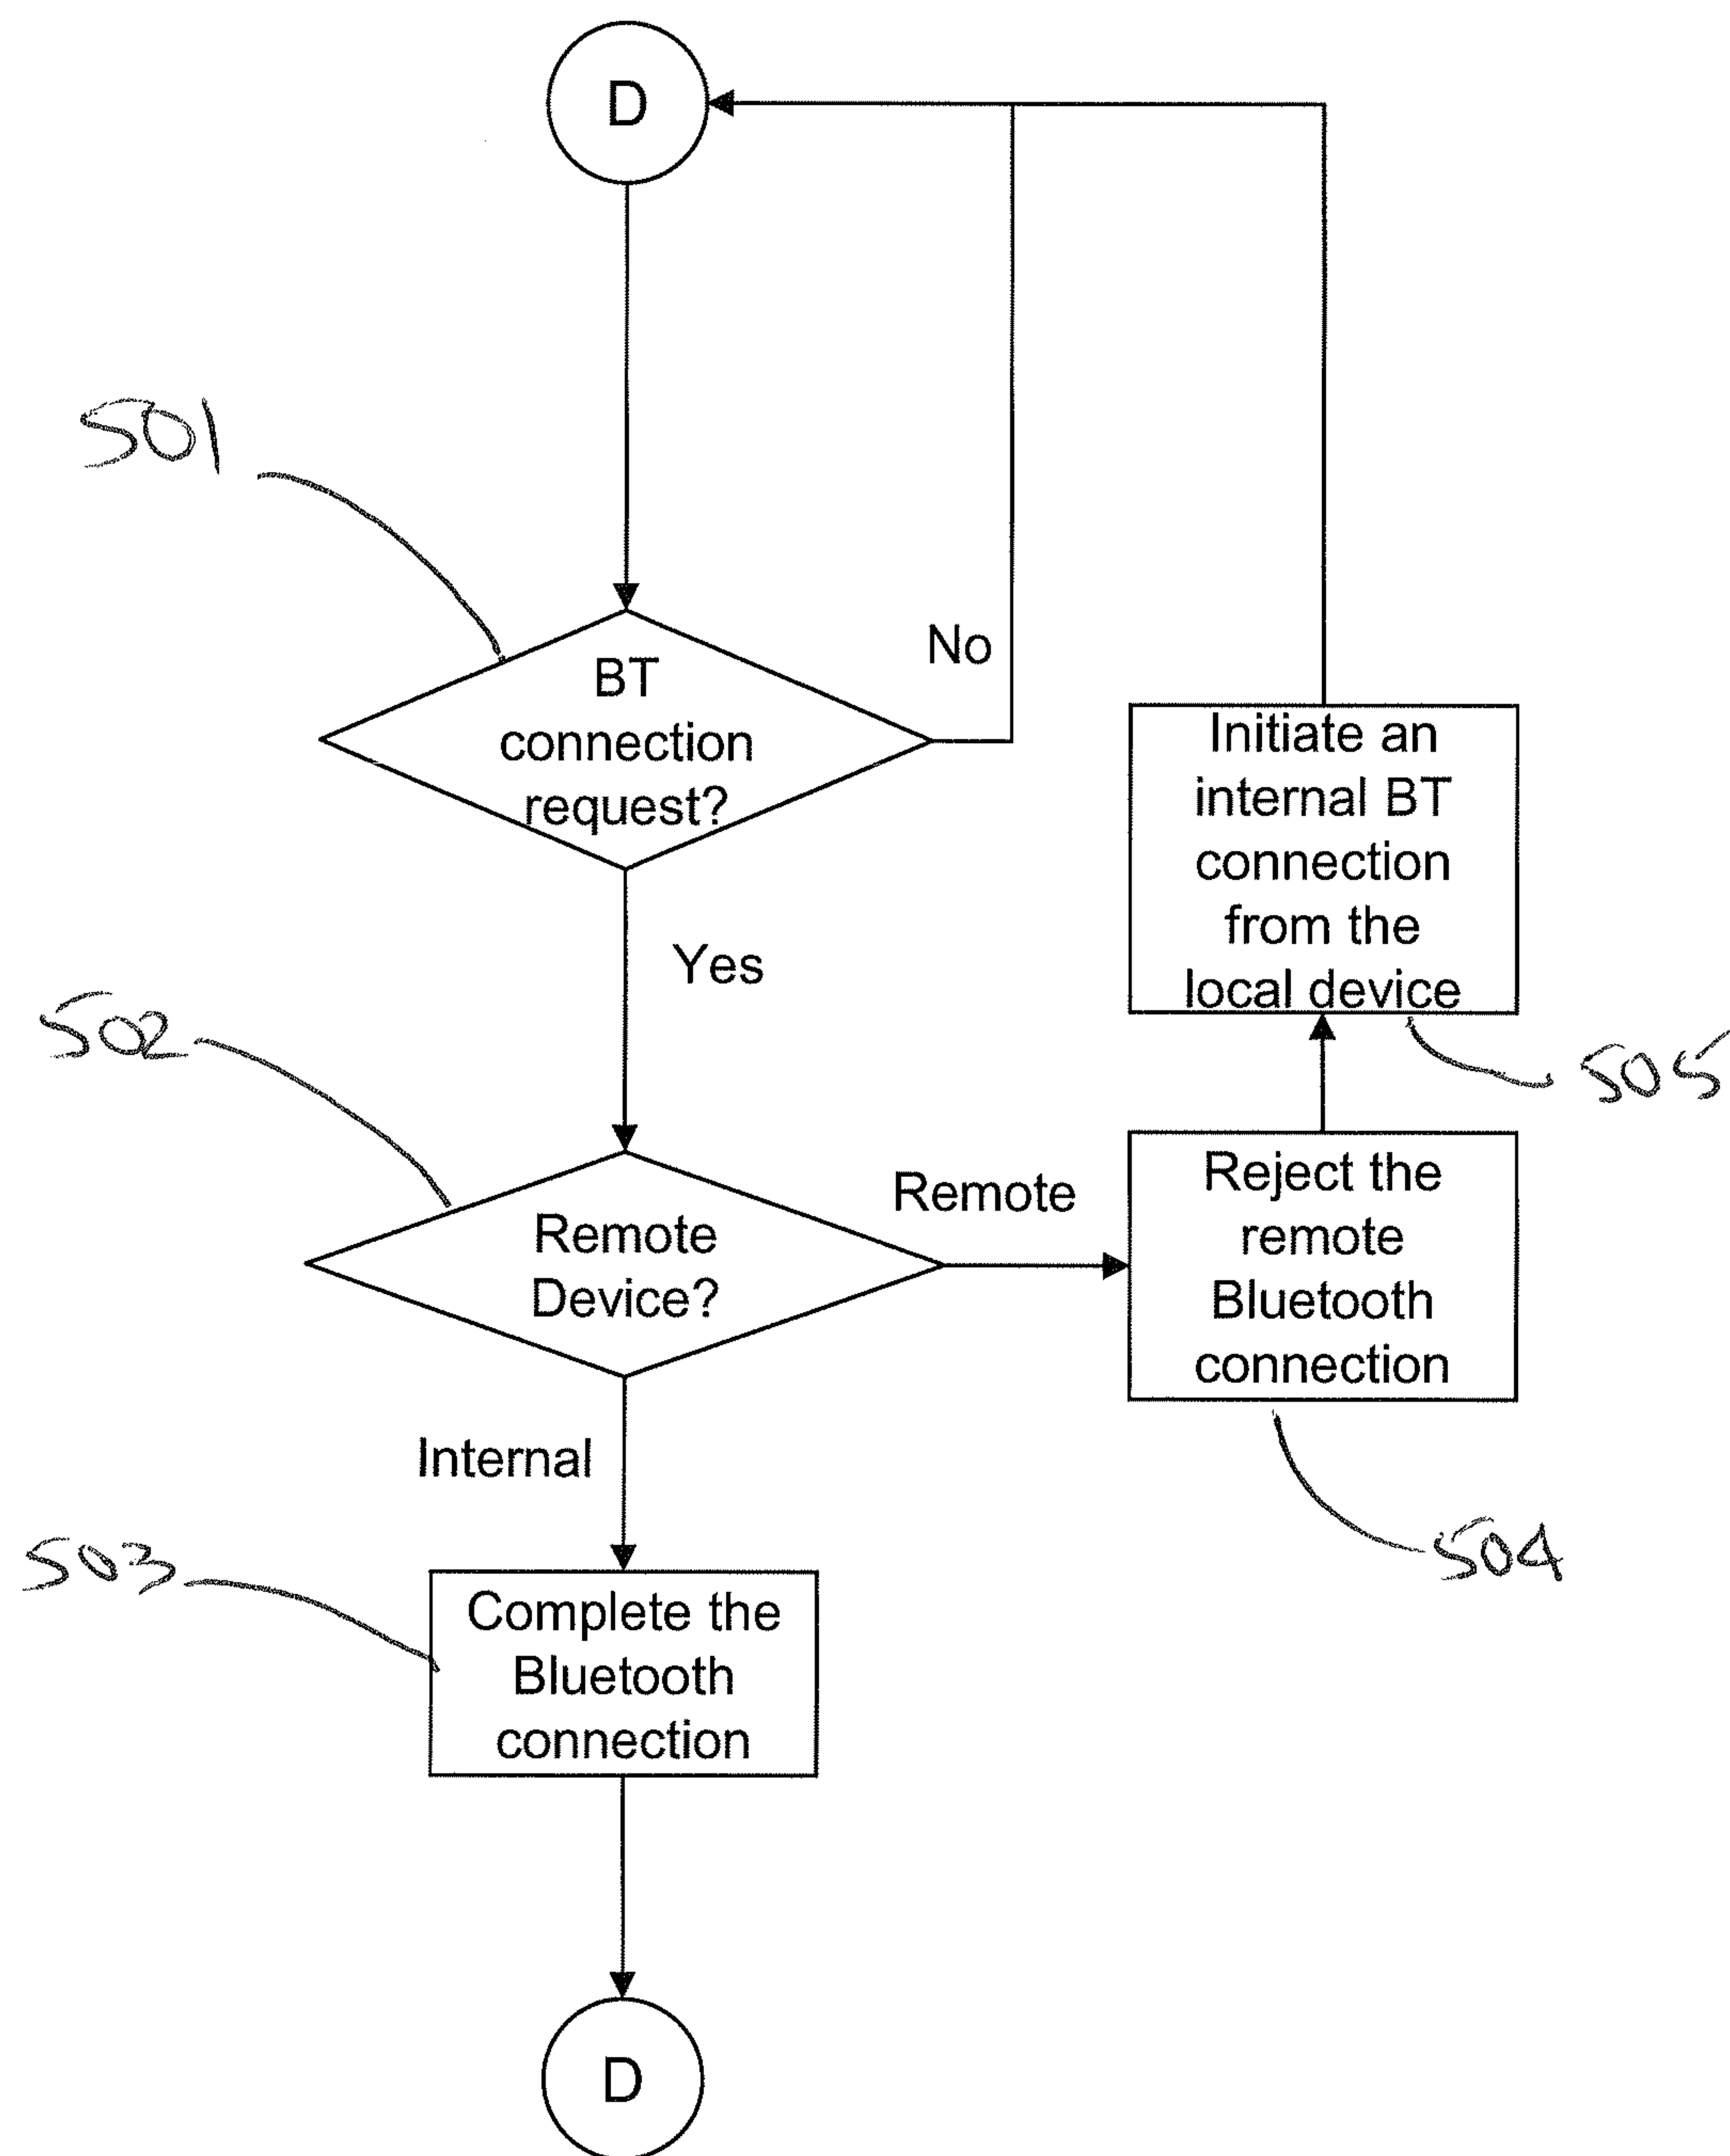 D
501
BT
connection
request?
No
Yes
Initiate an
internal BT
connection
from the
local device
505
502
Remote
Device?
Remote
Reject the
remote
Bluetooth
connection
504
Internal
503
Complete the
Bluetooth
connection
D